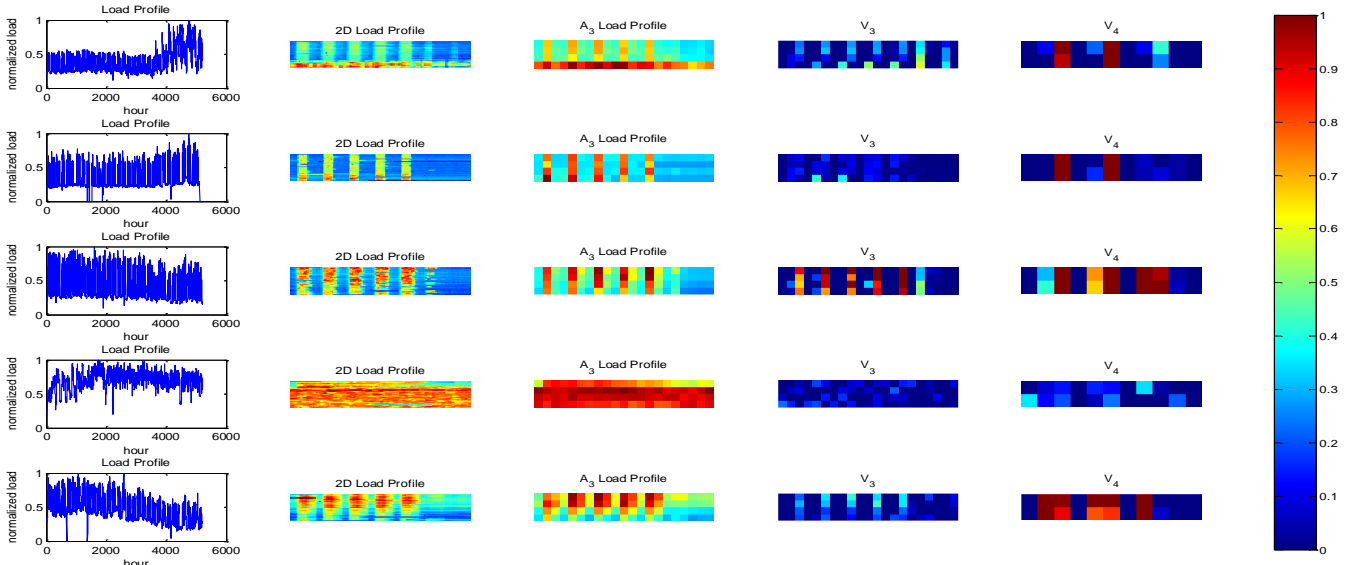 Load Profile
2D Load Profile
A3 Load Profile
V3
V4
normalized load
1
0.5
0
0 2000 4000 6000
hour
Load Profile
2D Load Profile
A3 Load Profile
V3
V4
normalized load
1
0.5
0
0 2000 4000 6000
hour
Load Profile
2D Load Profile
A3 Load Profile
V3
V4
normalized load
1
0.5
0
0 2000 4000 6000
hour
Load Profile
2D Load Profile
A3 Load Profile
V3
V4
normalized load
1
0.5
0
0 2000 4000 6000
hour
Load Profile
2D Load Profile
A3 Load Profile
V3
V4
normalized load
1
0.5
0
0 2000 4000 6000
hour
1
0.9
0.8
0.7
0.6
0.5
0.4
0.3
0.2
0.1
0